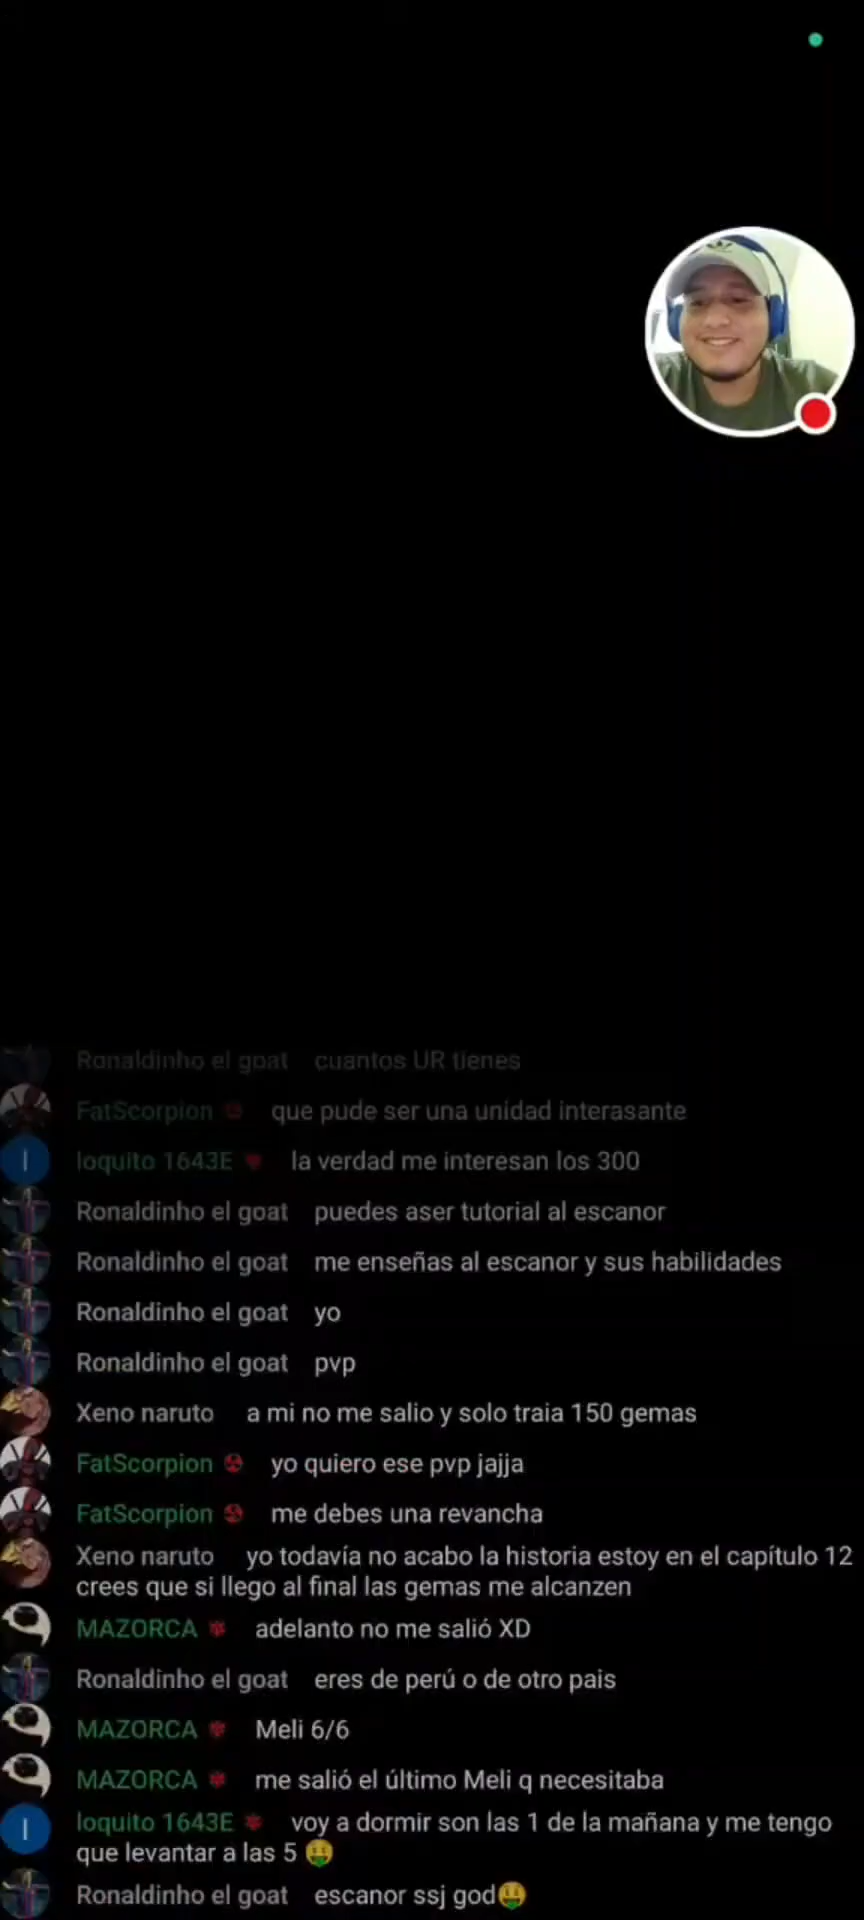 Ronaldinho el goat cuantos UR tienes
FatScorpion que pude ser una unidad interasante
loquito 1643E la verdad me interesan los 300
Ronaldinho el goat puedes aser tutorial al escanor
Ronaldinho el goat me enseñas al escanor y sus habilidades
Ronaldinho el goat yo
Ronaldinho el goat pvp
Xeno naruto a mi no me salio y solo traia 150 gemas
FatScorpion yo quiero ese pvp jajja
FatScorpion me debes una revancha
Xeno naruto yo todavía no acabo la historia estoy en el capítulo 12
crees que si llego al final las gemas me alcanzen
MAZORCA adelanto no me salió XD
Ronaldinho el goat eres de perú o de otro pais
MAZORCA Meli 6/6
MAZORCA me salió el último Meli q necesitaba
I loquito 1643E voy a dormir son las 1 de la mañana y me tengo
que levantar a las 5 🤑
Ronaldinho el goat escanor ssj god🤑